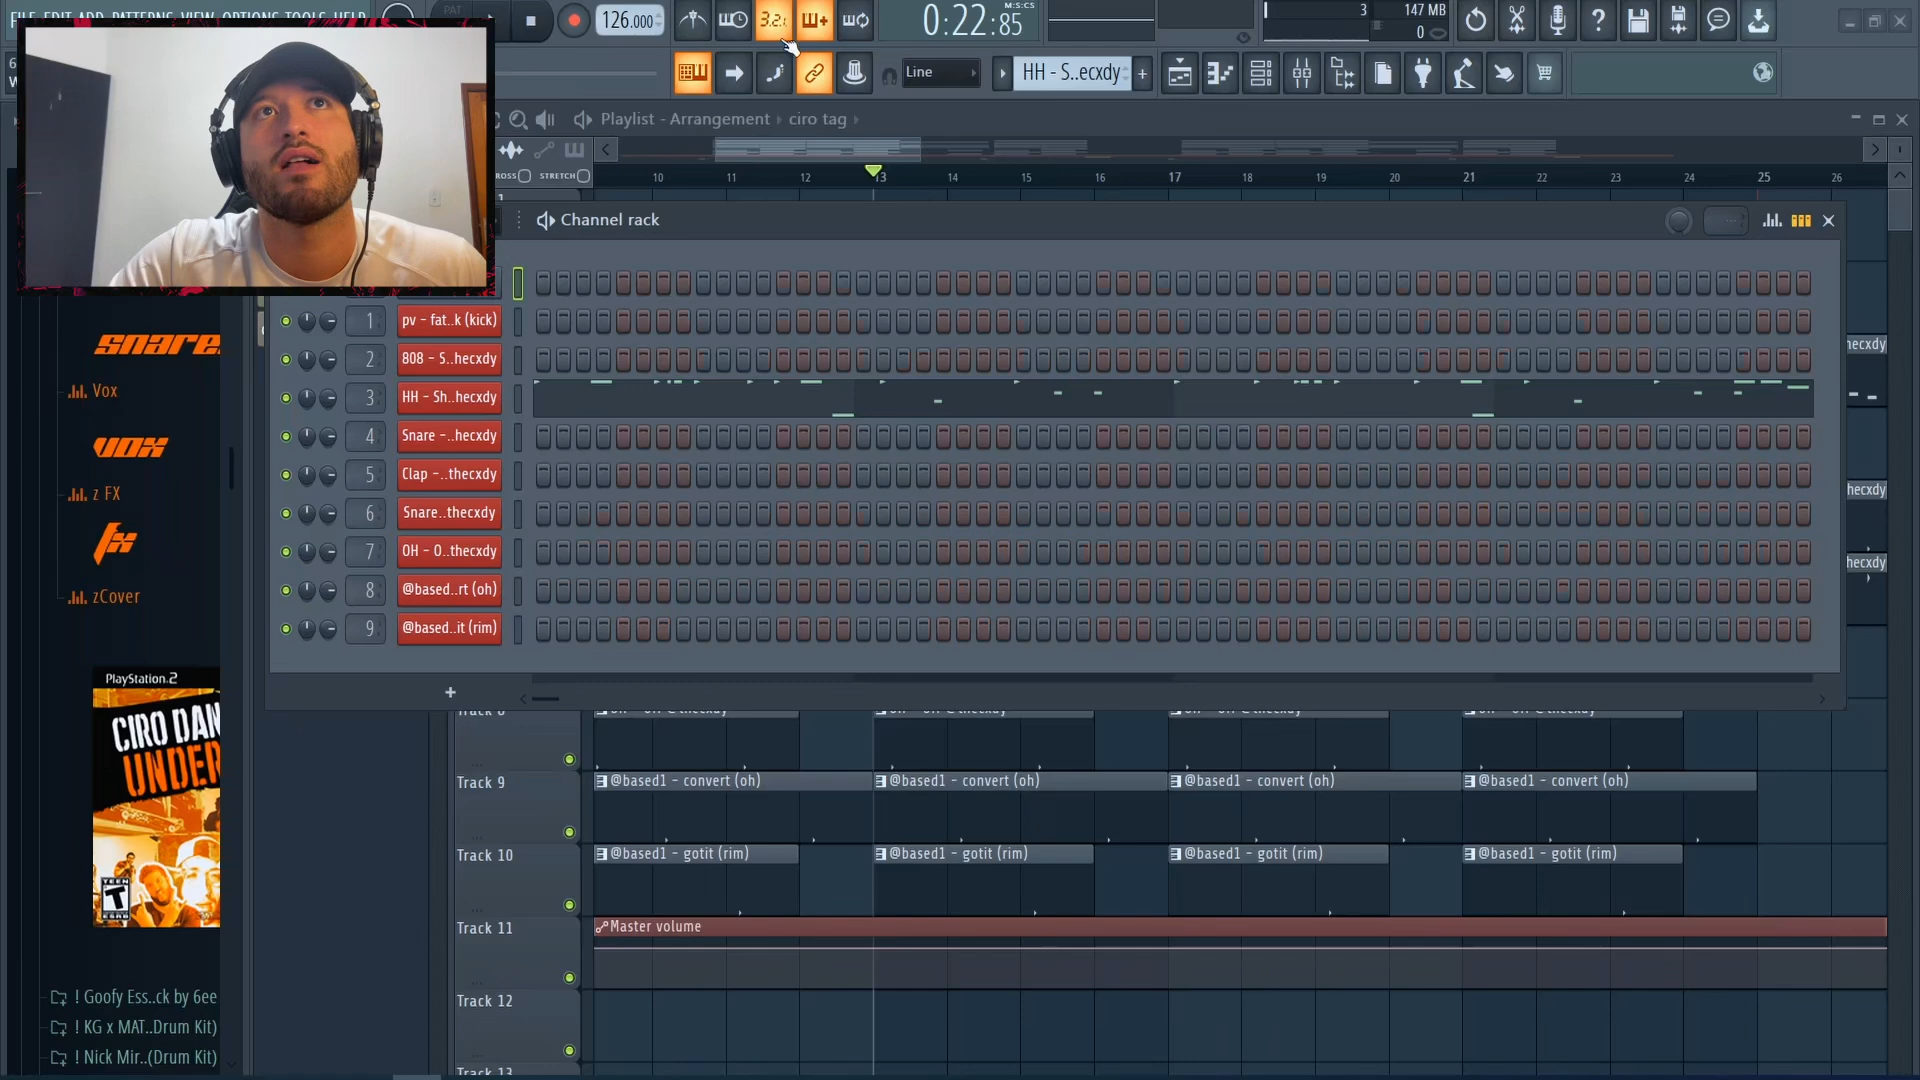 FILE EDIT ADD PATTERNS VIEW OPTIONS TOOLS HELP
PAT
126.000
3.2.
0:22:85
M:S:CS
3
147 MB
0
Line
HH - S..ecxdy
+
Playlist - Arrangement › ciro tag ›
STRETCH
10 11 12 13 14 15 16 17 18 19 20 21 22 23 24 25 26
Channel rack
1 pv - fat..k (kick)
2 808 - S..hecxdy
3 HH - Sh..hecxdy
4 Snare -..hecxdy
5 Clap -..thecxdy
6 Snare..thecxdy
7 OH - O..thecxdy
8 @based..rt (oh)
9 @based..it (rim)
+
hecxdy
hecxdy
hecxdy
Vox
VOX
z FX
fx
zCover
PlayStation.2
CIRO DAN
UNDER
TEEN
T
ESRB
! Goofy Ess..ck by 6ee
! KG x MAT..Drum Kit)
! Nick Mir..(Drum Kit)
Track 8
Track 9
@based1 - convert (oh) @based1 - convert (oh) @based1 - convert (oh) @based1 - convert (oh)
Track 10
@based1 - gotit (rim) @based1 - gotit (rim) @based1 - gotit (rim) @based1 - gotit (rim)
Track 11
Master volume
Track 12
Track 13